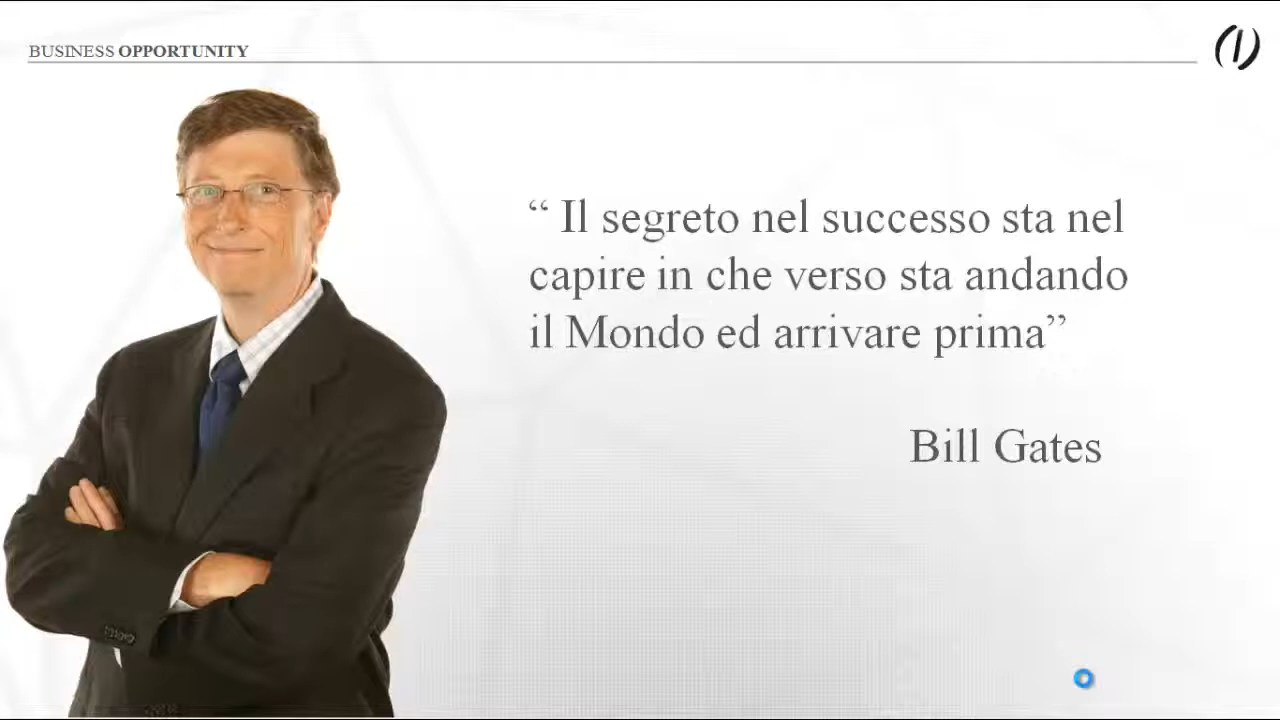 BUSINESS OPPORTUNITY
“ Il segreto nel successo sta nel
capire in che verso sta andando
il Mondo ed arrivare prima”
Bill Gates